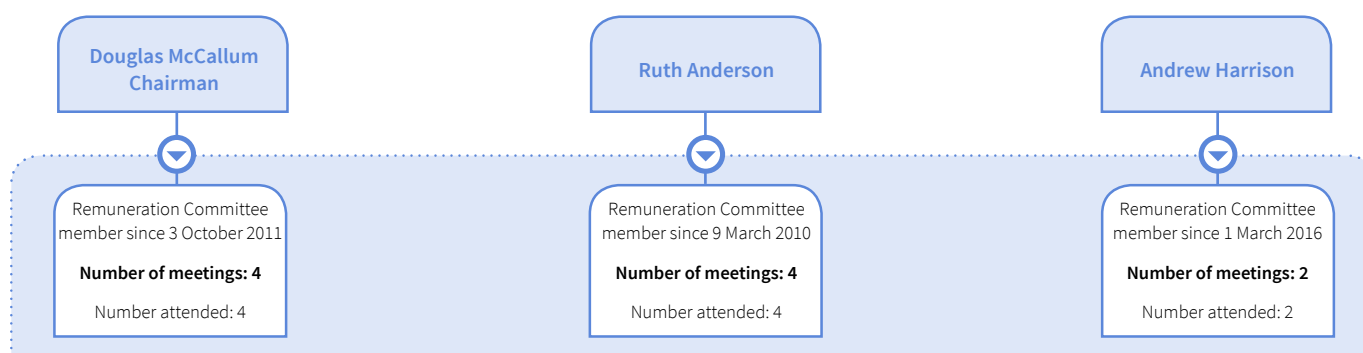 Douglas McCallum
Chairman
Ruth Anderson
Andrew Harrison
Remuneration Committee
member since 3 October 2011
Number of meetings: 4
Number attended: 4
Remuneration Committee
member since 9 March 2010
Number of meetings: 4
Number attended: 4
Remuneration Committee
member since 1 March 2016
Number of meetings: 2
Number attended: 2